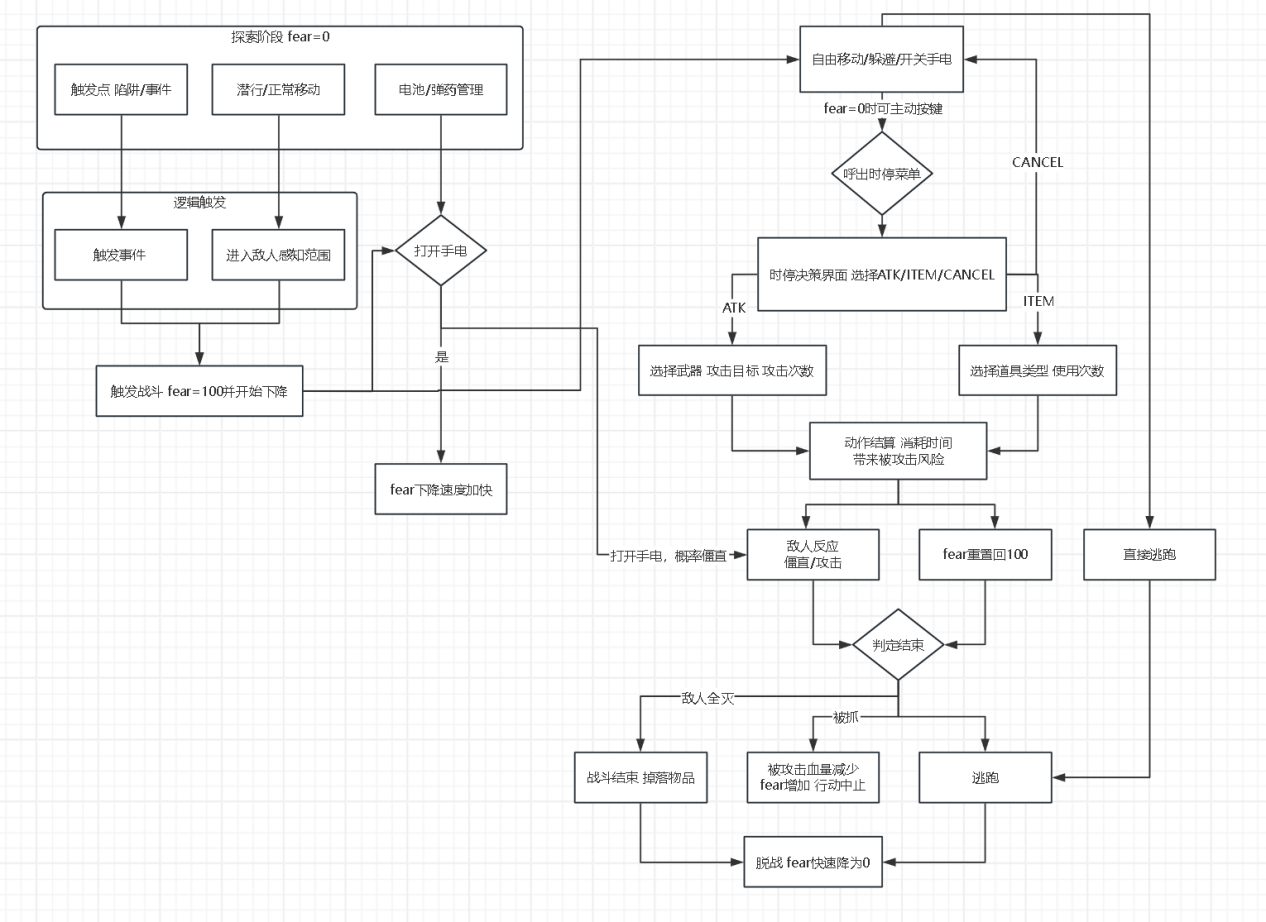 探索阶段 fear=0
触发点 陷阱/事件
潜行/正常移动
电池/弹药管理
逻辑触发
触发事件
进入敌人感知范围
打开手电
触发战斗 fear=100并开始下降
是
fear下降速度加快
打开手电，概率僵直
自由移动/躲避/开关手电
fear=0时可主动按键
呼出时停菜单
CANCEL
时停决策界面 选择ATK/ITEM/CANCEL
ATK
ITEM
选择武器 攻击目标 攻击次数
选择道具类型 使用次数
动作结算 消耗时间
带来被攻击风险
敌人反应
僵直/攻击
fear重置回100
直接逃跑
判定结束
敌人全灭
被抓
战斗结束 掉落物品
被攻击血量减少
fear增加 行动中止
逃跑
脱战 fear快速降为0